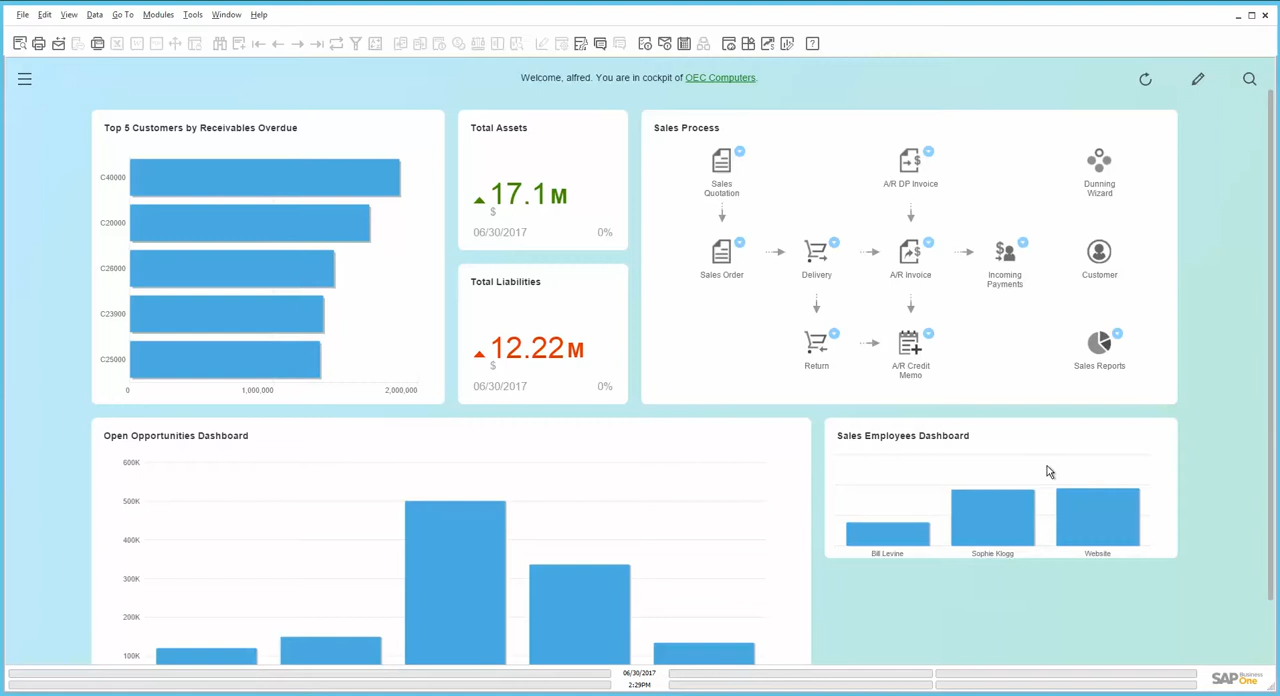 File Edit View Data Go To Modules Tools Window Help
Welcome, alfred. You are in cockpit of OEC Computers.
Top 5 Customers by Receivables Overdue
C40000
C20000
C26000
C23900
C25000
0 1,000,000 2,000,000
Total Assets
17.1 M
$
06/30/2017 0%
Total Liabilities
12.22 M
$
06/30/2017 0%
Sales Process
Sales
Quotation
A/R DP Invoice
Dunning
Wizard
Sales Order
Delivery
A/R Invoice
Incoming
Payments
Customer
Return
A/R Credit
Memo
Sales Reports
Open Opportunities Dashboard
600K
500K
400K
300K
200K
100K
Sales Employees Dashboard
Bill Levine Sophie Klogg Website
06/30/2017
2:29PM
SAP Business
One